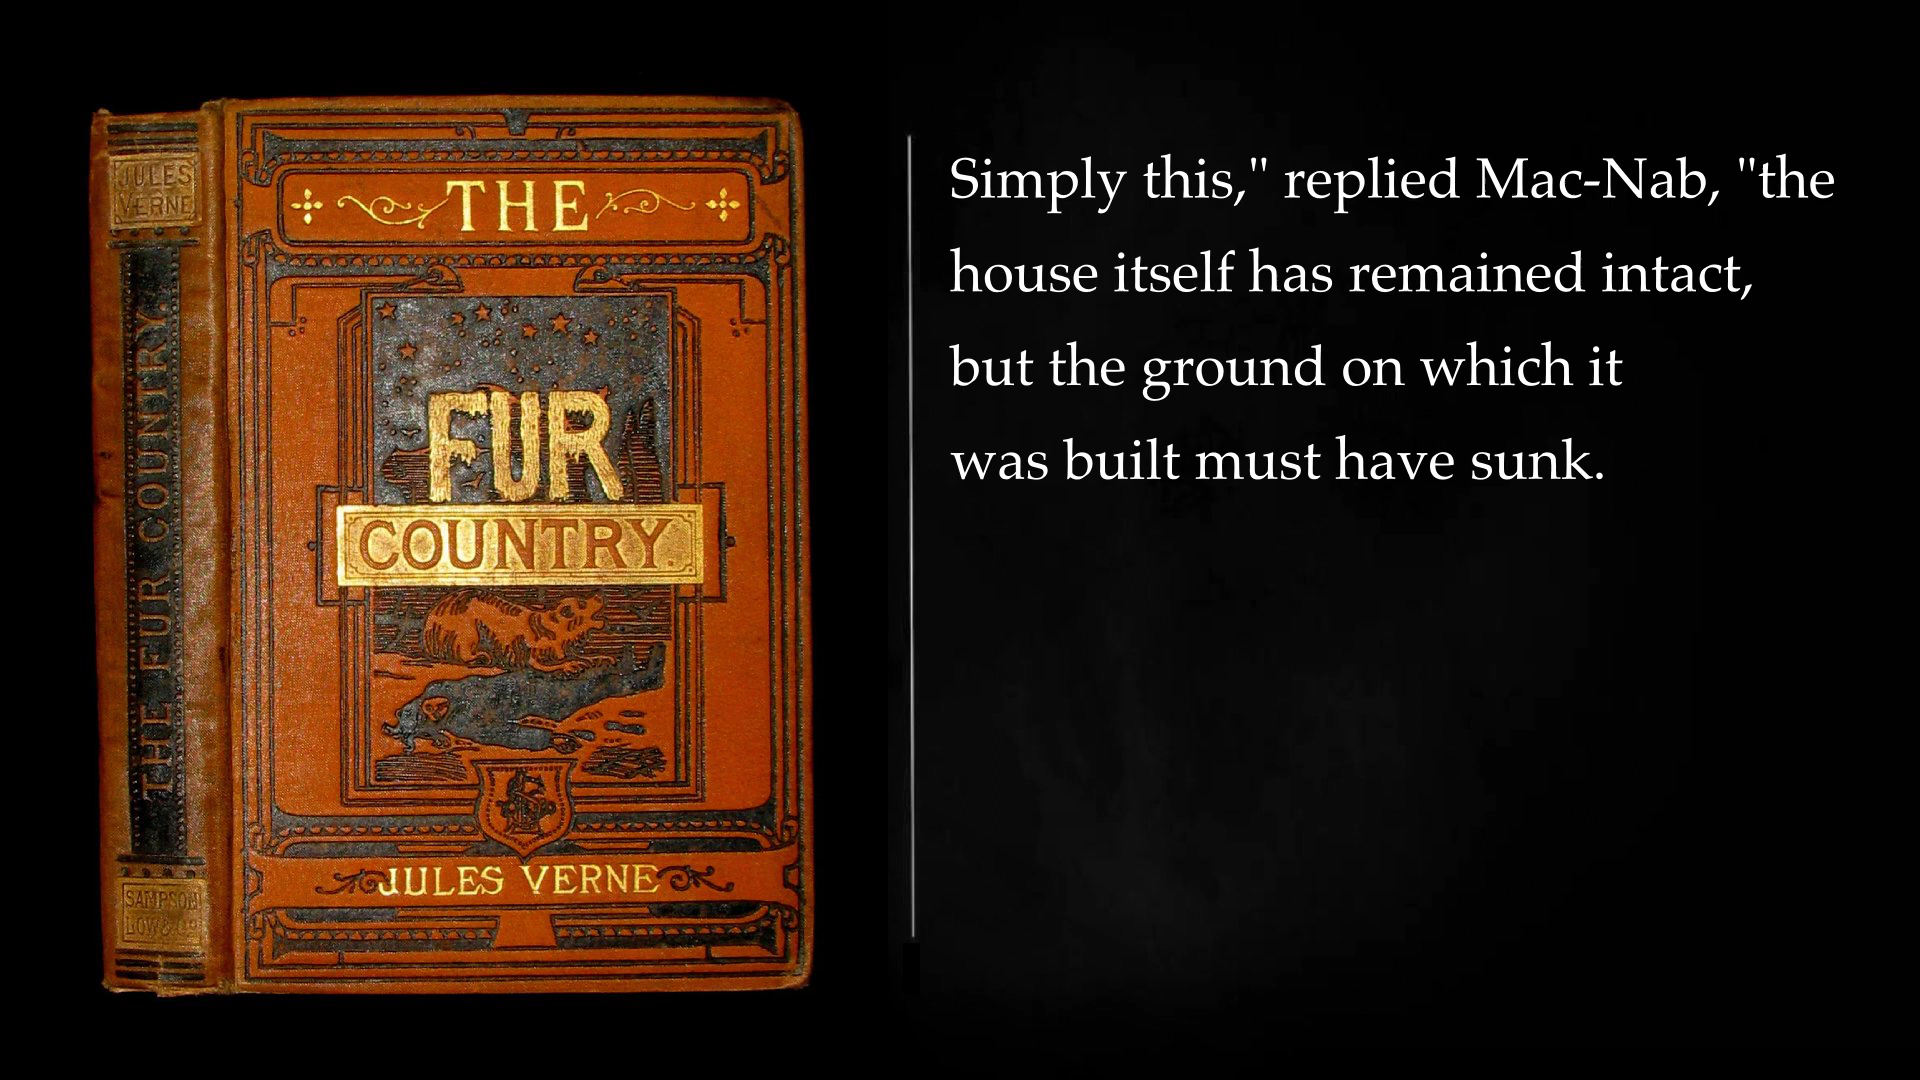 JULES
VERNE
THE FUR COUNTRY.
SAMPSON
LOW & Co
THE
FUR
COUNTRY.
JULES VERNE
Simply this," replied Mac-Nab, "the
house itself has remained intact,
but the ground on which it
was built must have sunk.